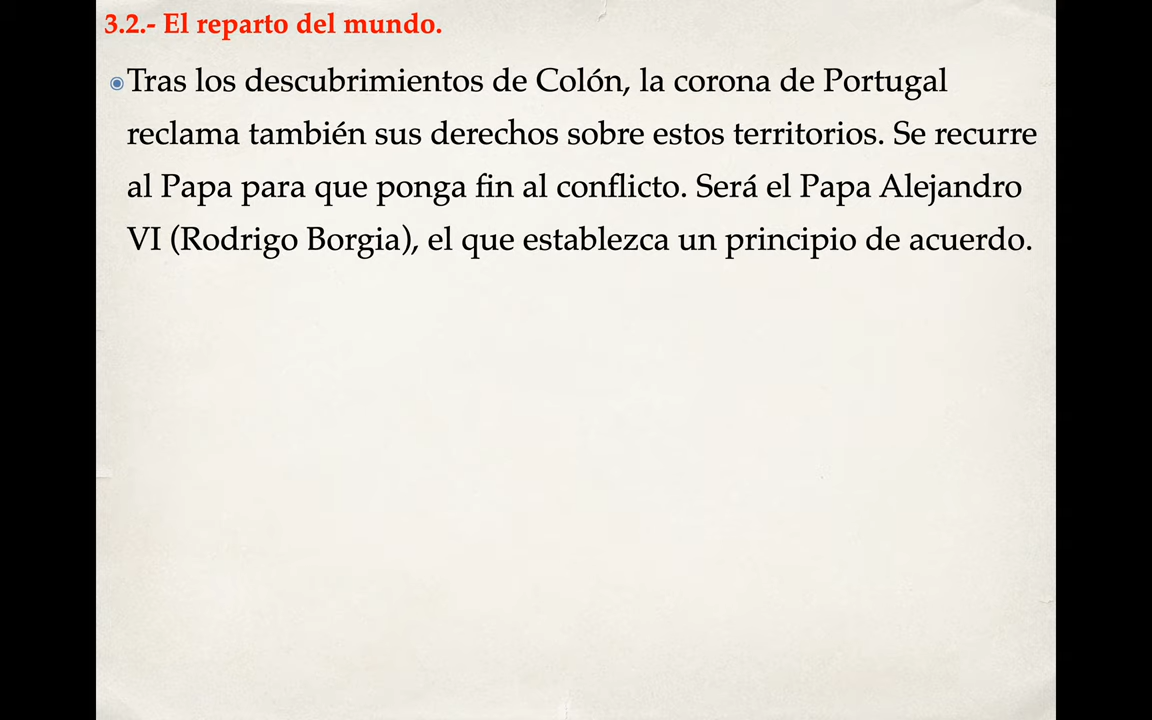 3.2.- El reparto del mundo.
Tras los descubrimientos de Colón, la corona de Portugal
reclama también sus derechos sobre estos territorios. Se recurre
al Papa para que ponga fin al conflicto. Será el Papa Alejandro
VI (Rodrigo Borgia), el que establezca un principio de acuerdo.